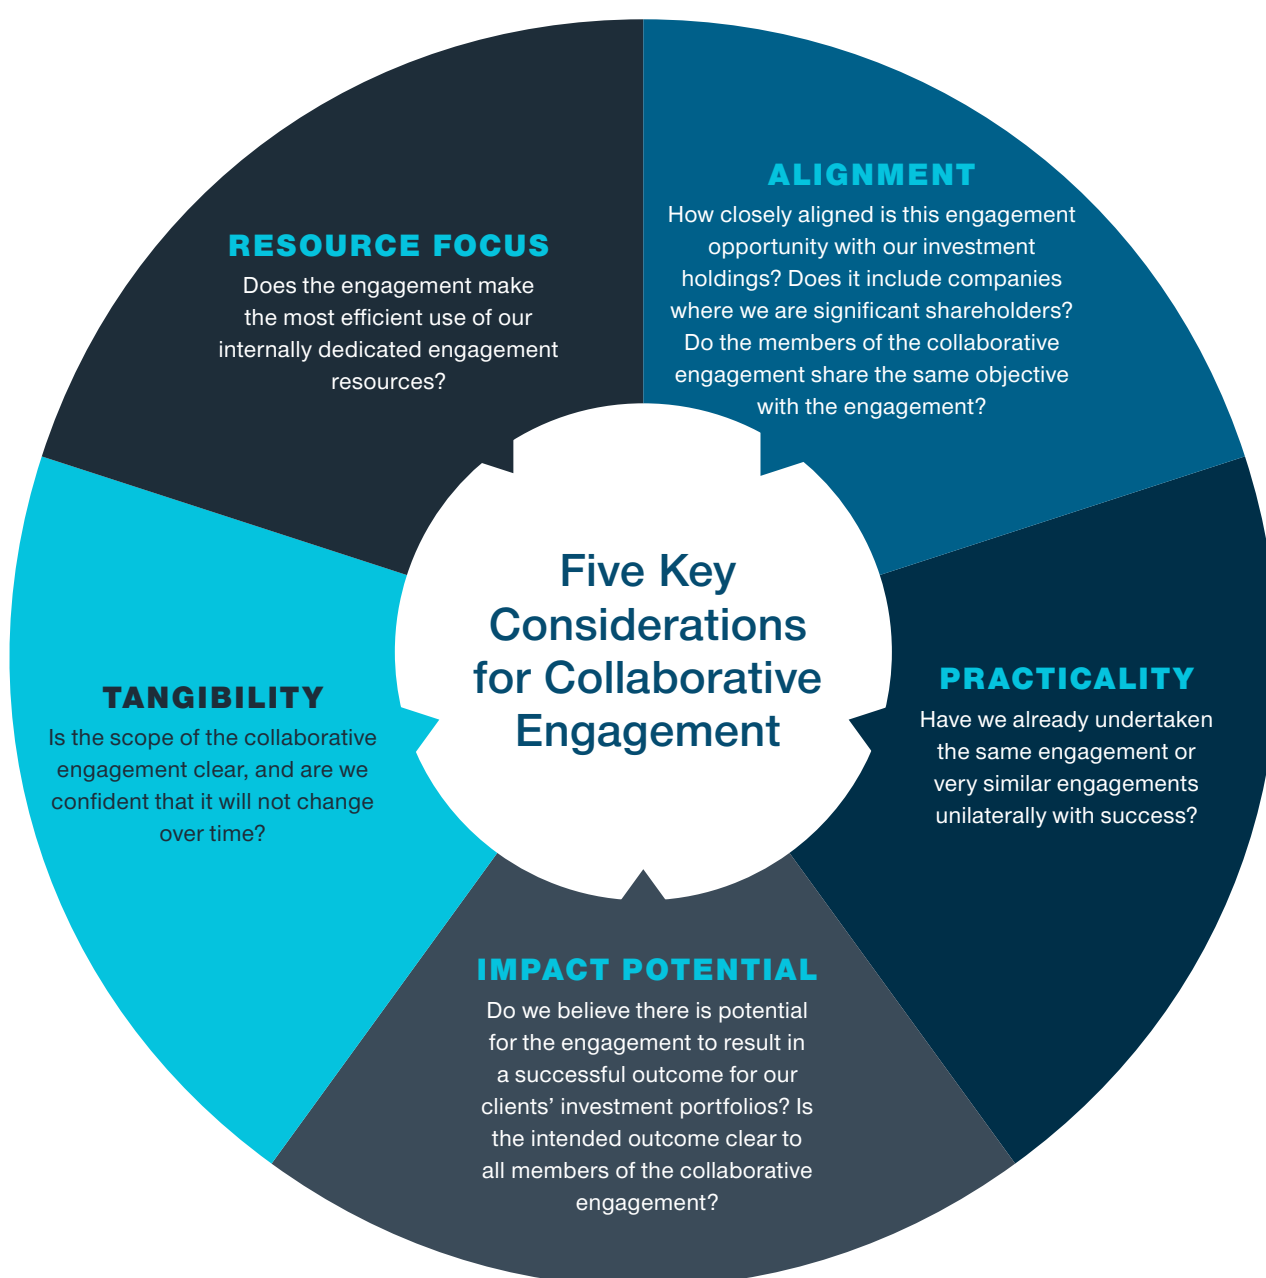 Five Key
Considerations
for Collaborative
Engagement
ALIGNMENT
How closely aligned is this engagement
opportunity with our investment
holdings? Does it include companies
where we are significant shareholders?
Do the members of the collaborative
engagement share the same objective
with the engagement?
PRACTICALITY
Have we already undertaken
the same engagement or
very similar engagements
unilaterally with success?
IMPACT POTENTIAL
Do we believe there is potential
for the engagement to result in
a successful outcome for our
clients’ investment portfolios? Is
the intended outcome clear to
all members of the collaborative
engagement?
TANGIBILITY
Is the scope of the collaborative
engagement clear, and are we
confident that it will not change
over time?
RESOURCE FOCUS
Does the engagement make
the most efficient use of our
internally dedicated engagement
resources?